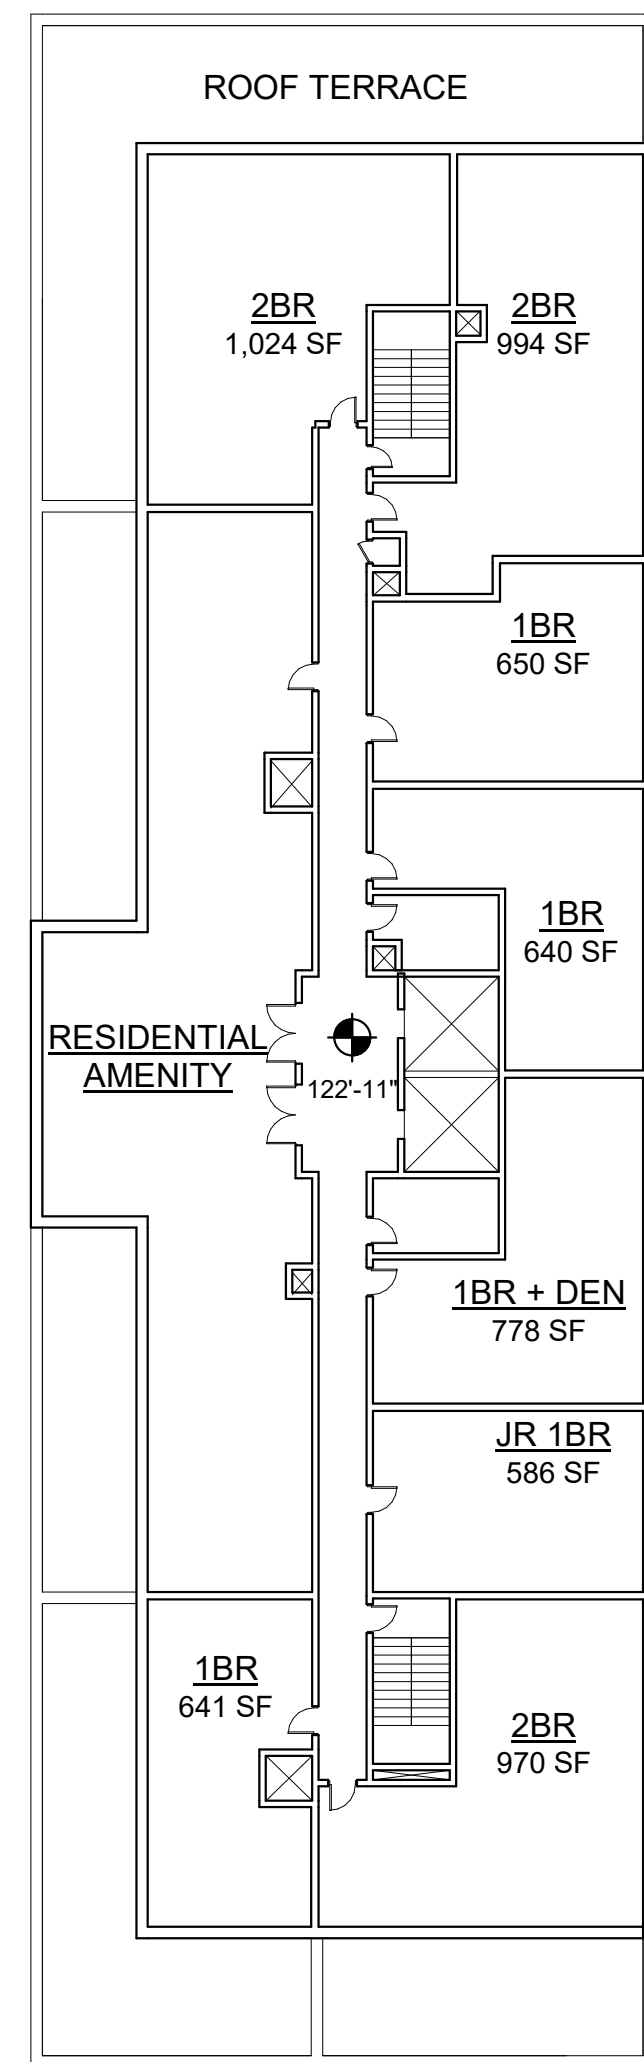 ROOF TERRACE
2BR
1,024 SF
2BR
994 SF
1BR
650 SF
1BR
640 SF
RESIDENTIAL
AMENITY
122'-11"
1BR + DEN
778 SF
JR 1BR
586 SF
1BR
641 SF
2BR
970 SF